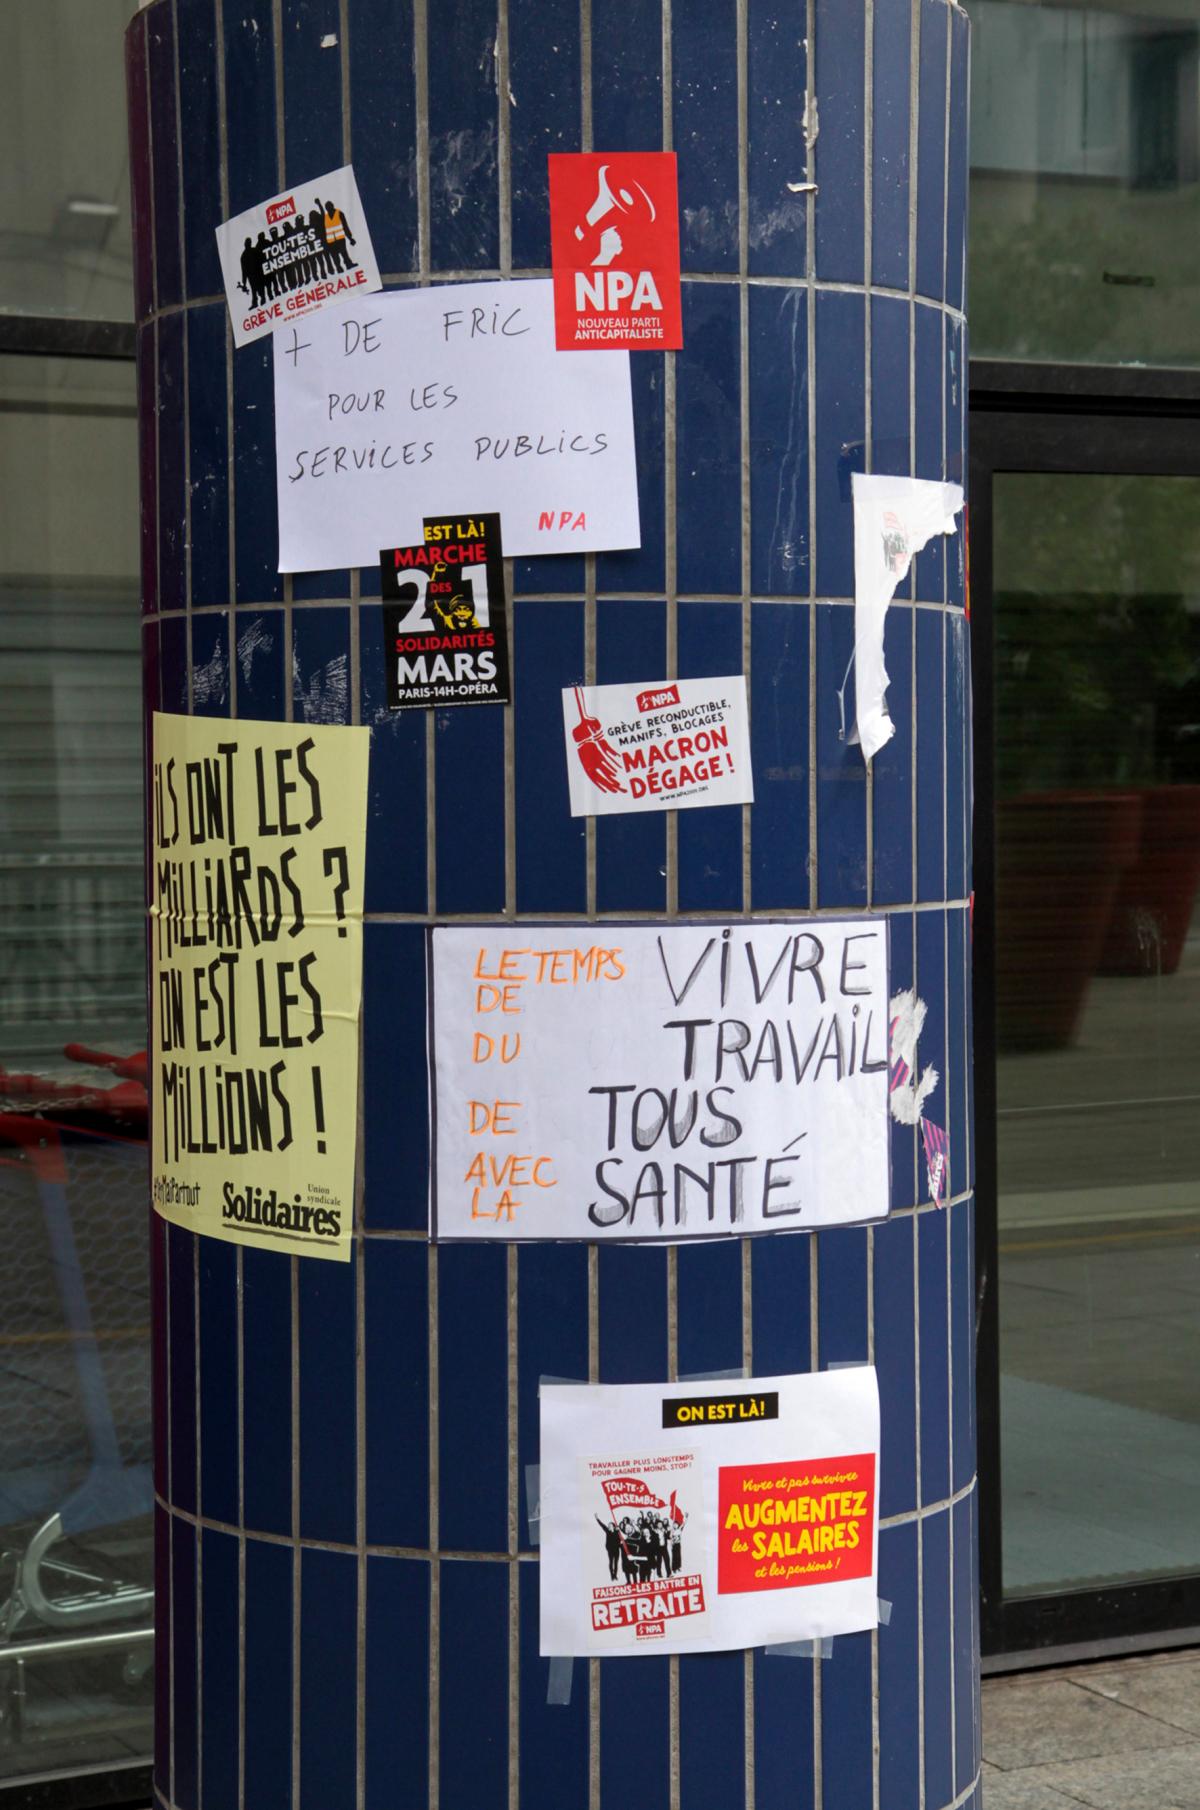 NPA
TOU·TE·S
ENSEMBLE
GRÈVE GÉNÉRALE
NPA
NOUVEAU PARTI
ANTICAPITALISTE
+ DE FRIC
POUR LES
SERVICES PUBLICS
NPA
EST LÀ!
MARCHE
DES
21
SOLIDARITÉS
MARS
PARIS-14H-OPÉRA
NPA
GRÈVE RECONDUCTIBLE,
MANIFS, BLOCAGES
MACRON
DÉGAGE !
WWW.NPA2009.ORG
iLS ONT LES
MiLLiARDS ?
ON EST LES
MiLLiONS !
Union
syndicale
Solidaires
LE TEMPS VIVRE
DE
DU TRAVAIL
DE TOUS
AVEC SANTÉ
LA
ON EST LÀ!
TRAVAILLER PLUS LONGTEMPS
POUR GAGNER MOINS, STOP !
TOU·TE·S
ENSEMBLE
FAISONS-LES BATTRE EN
RETRAITE
NPA
Vivre et pas survivre
AUGMENTEZ
les SALAIRES
et les pensions !